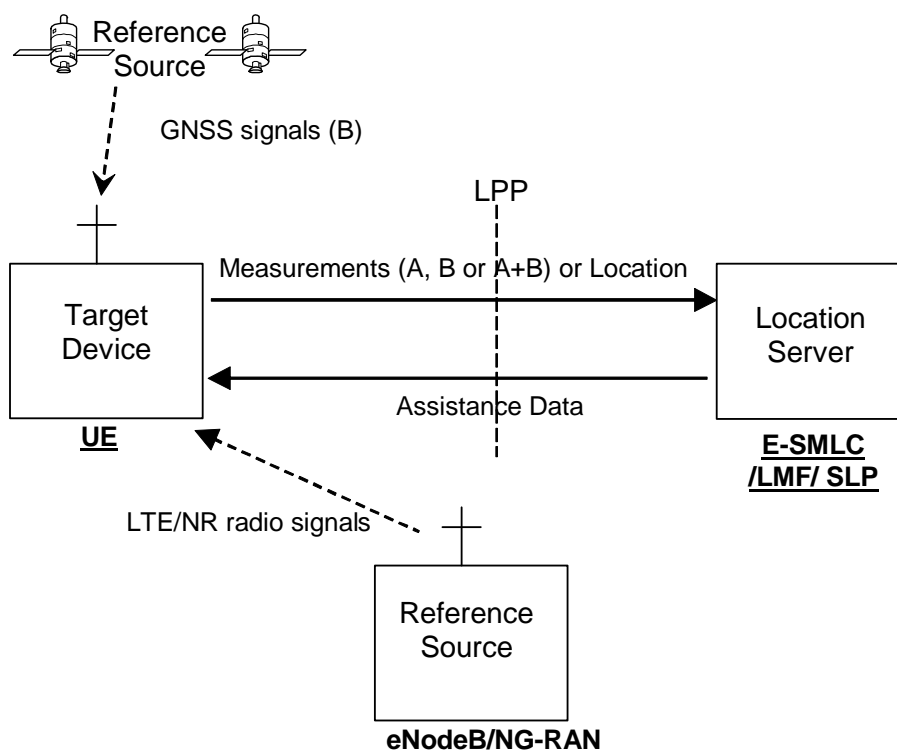 Reference
Source
GNSS signals (B)
LPP
Measurements (A, B or A+B) or Location
Target
Device
Location
Server
Assistance Data
UE
E-SMLC
/LMF/ SLP
LTE/NR radio signals
Reference
Source
eNodeB/NG-RAN